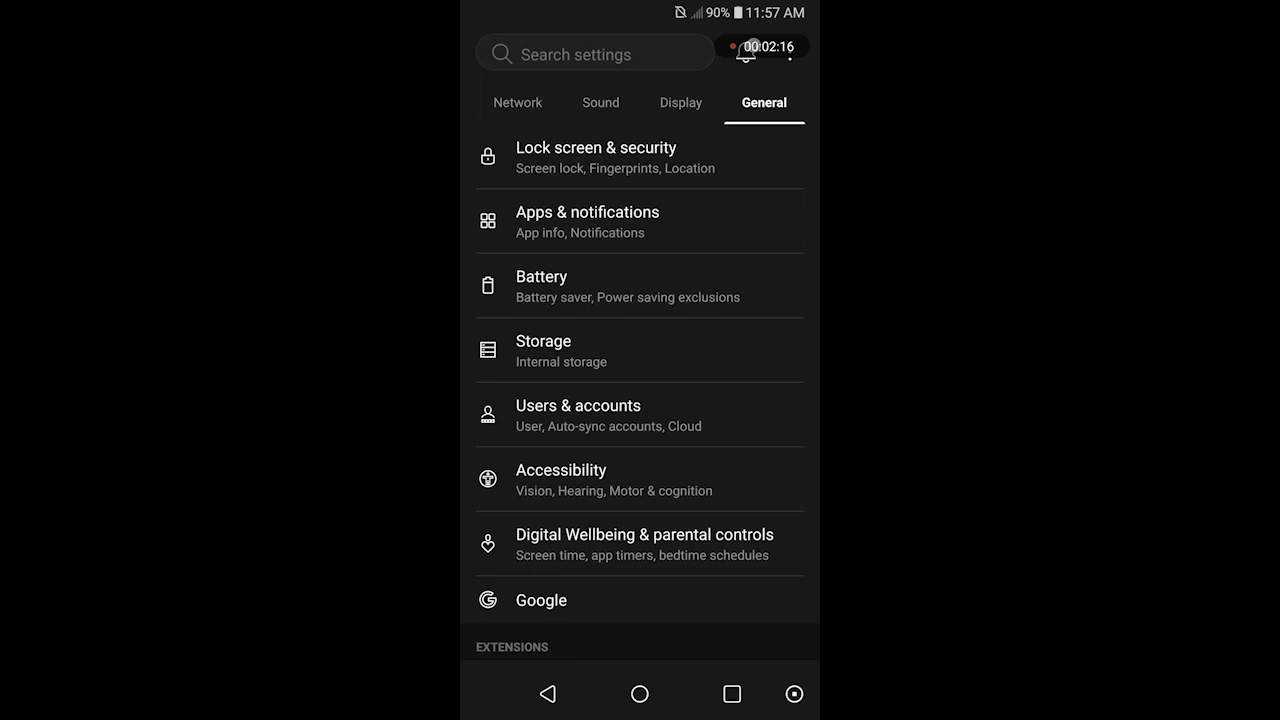 90% 11:57 AM
Search settings
00:02:16
Network Sound Display General
Lock screen & security
Screen lock, Fingerprints, Location
Apps & notifications
App info, Notifications
Battery
Battery saver, Power saving exclusions
Storage
Internal storage
Users & accounts
User, Auto-sync accounts, Cloud
Accessibility
Vision, Hearing, Motor & cognition
Digital Wellbeing & parental controls
Screen time, app timers, bedtime schedules
Google
EXTENSIONS